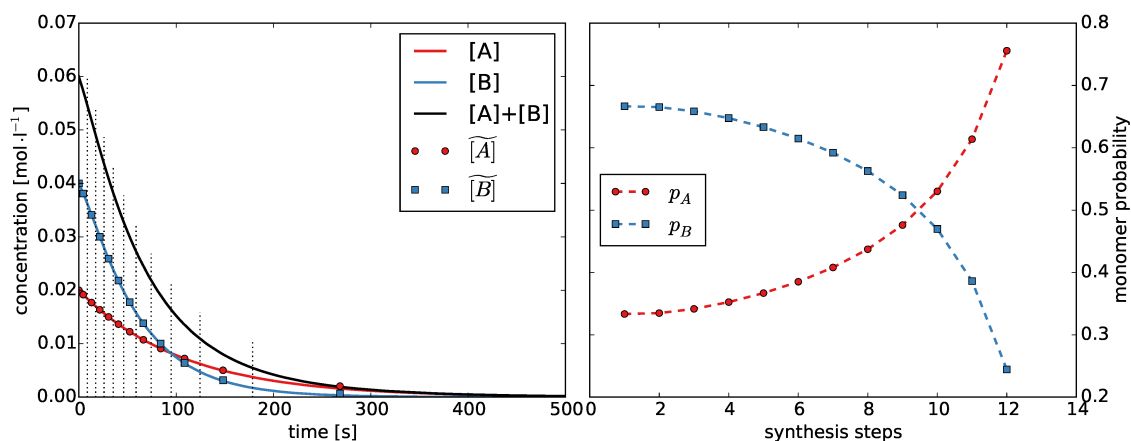 0.07
0.06
0.05
0.04
0.03
0.02
0.01
0.00
concentration [mol·l⁻¹]
0
100
200
300
400
500
time [s]
[A]
[B]
[A]+[B]
[A]
[B]
0.8
0.7
0.6
0.5
0.4
0.3
0.2
monomer probability
0
2
4
6
8
10
12
14
synthesis steps
p_A
p_B